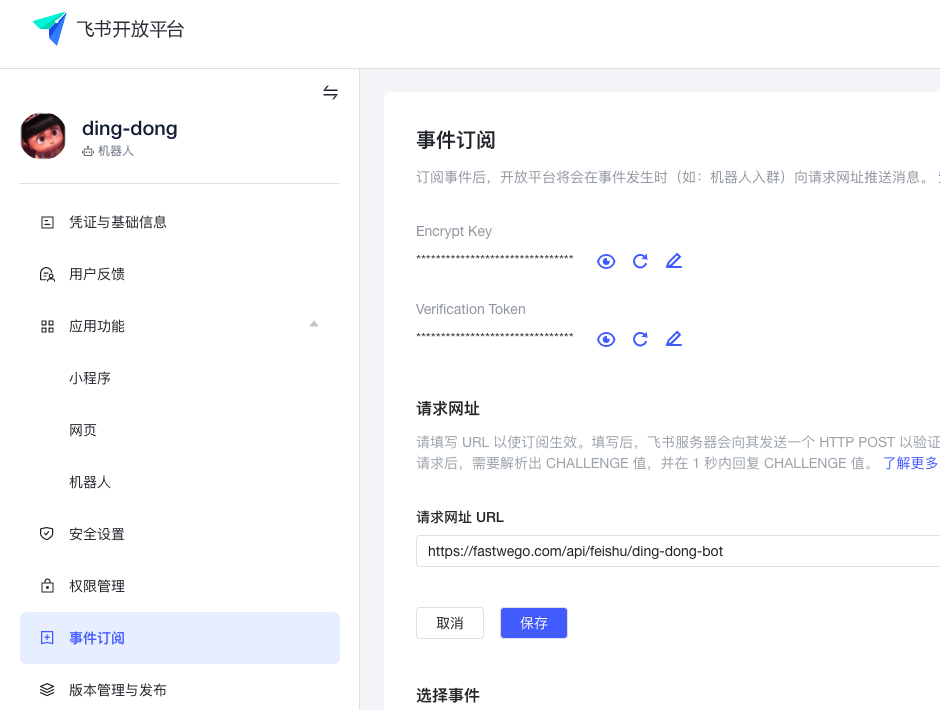 飞书开放平台
ding-dong
机器人
凭证与基础信息
用户反馈
应用功能
小程序
网页
机器人
安全设置
权限管理
事件订阅
版本管理与发布
事件订阅
订阅事件后，开放平台将会在事件发生时（如：机器人入群）向请求网址推送消息。
Encrypt Key
********************************
Verification Token
********************************
请求网址
请填写 URL 以使订阅生效。填写后，飞书服务器会向其发送一个 HTTP POST 以验证
请求后，需要解析出 CHALLENGE 值，并在 1 秒内回复 CHALLENGE 值。 了解更多
请求网址 URL
https://fastwego.com/api/feishu/ding-dong-bot
取消
保存
选择事件